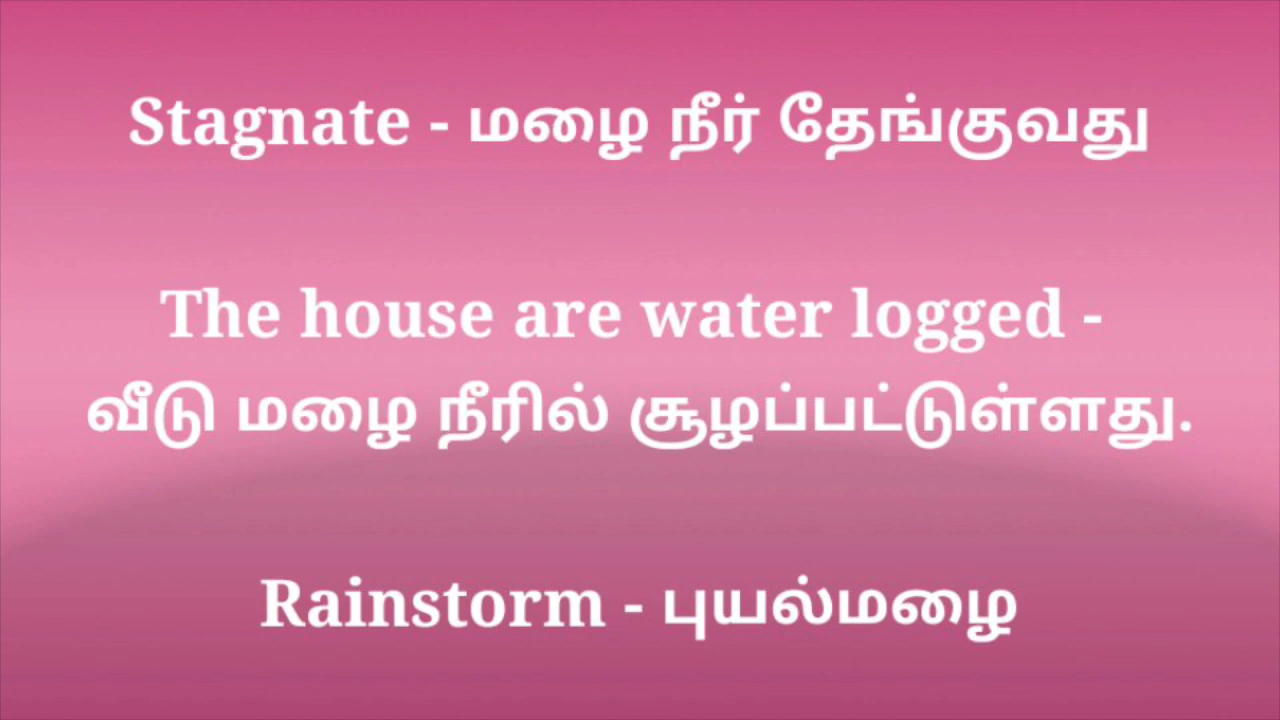 Stagnate - மழை நீர் தேங்குவது
The house are water logged -
வீடு மழை நீரில் சூழப்பட்டுள்ளது.
Rainstorm - புயல்மழை